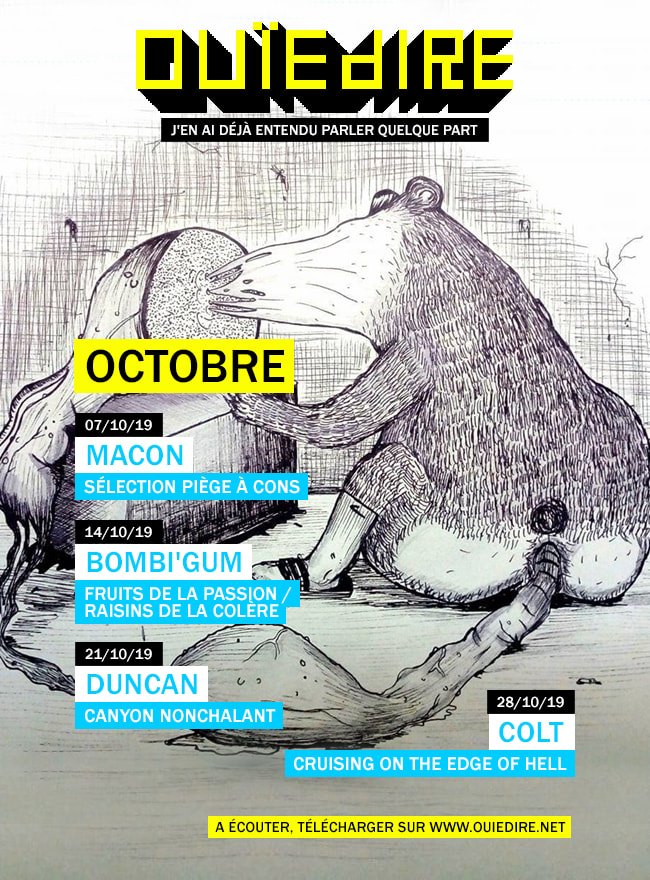 OUÏEDIRE
J'EN AI DÉJÀ ENTENDU PARLER QUELQUE PART
OCTOBRE
07/10/19
MACON
SÉLECTION PIÈGE À CONS
14/10/19
BOMBI'GUM
FRUITS DE LA PASSION /
RAISINS DE LA COLÈRE
21/10/19
DUNCAN
CANYON NONCHALANT
28/10/19
COLT
CRUISING ON THE EDGE OF HELL
A ÉCOUTER, TÉLÉCHARGER SUR WWW.OUIEDIRE.NET